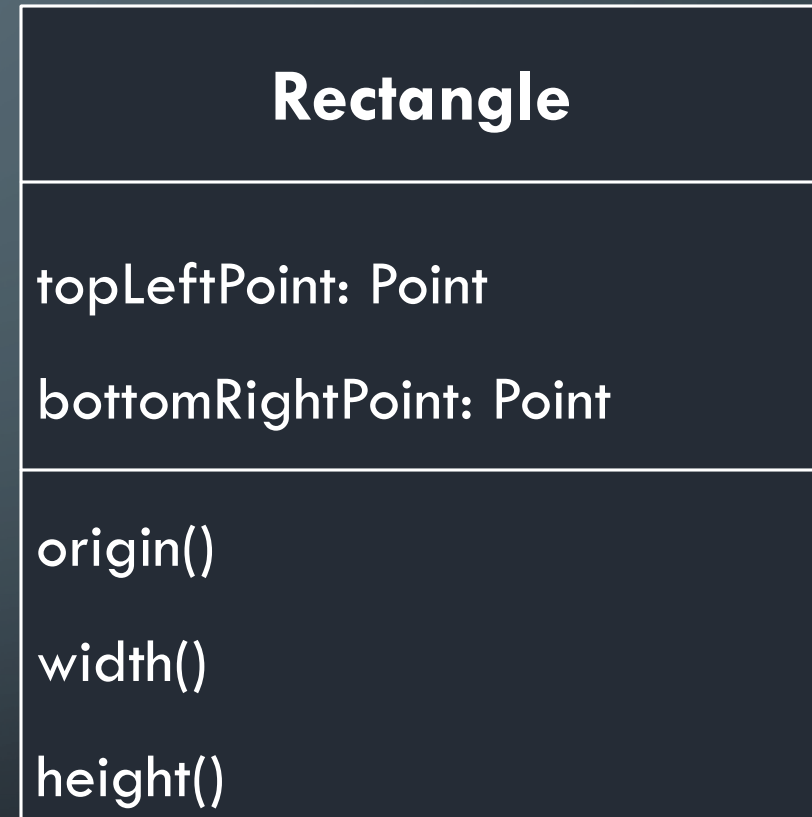 Rectangle
topLeftPoint: Point
bottomRightPoint: Point
origin()
width()
height()